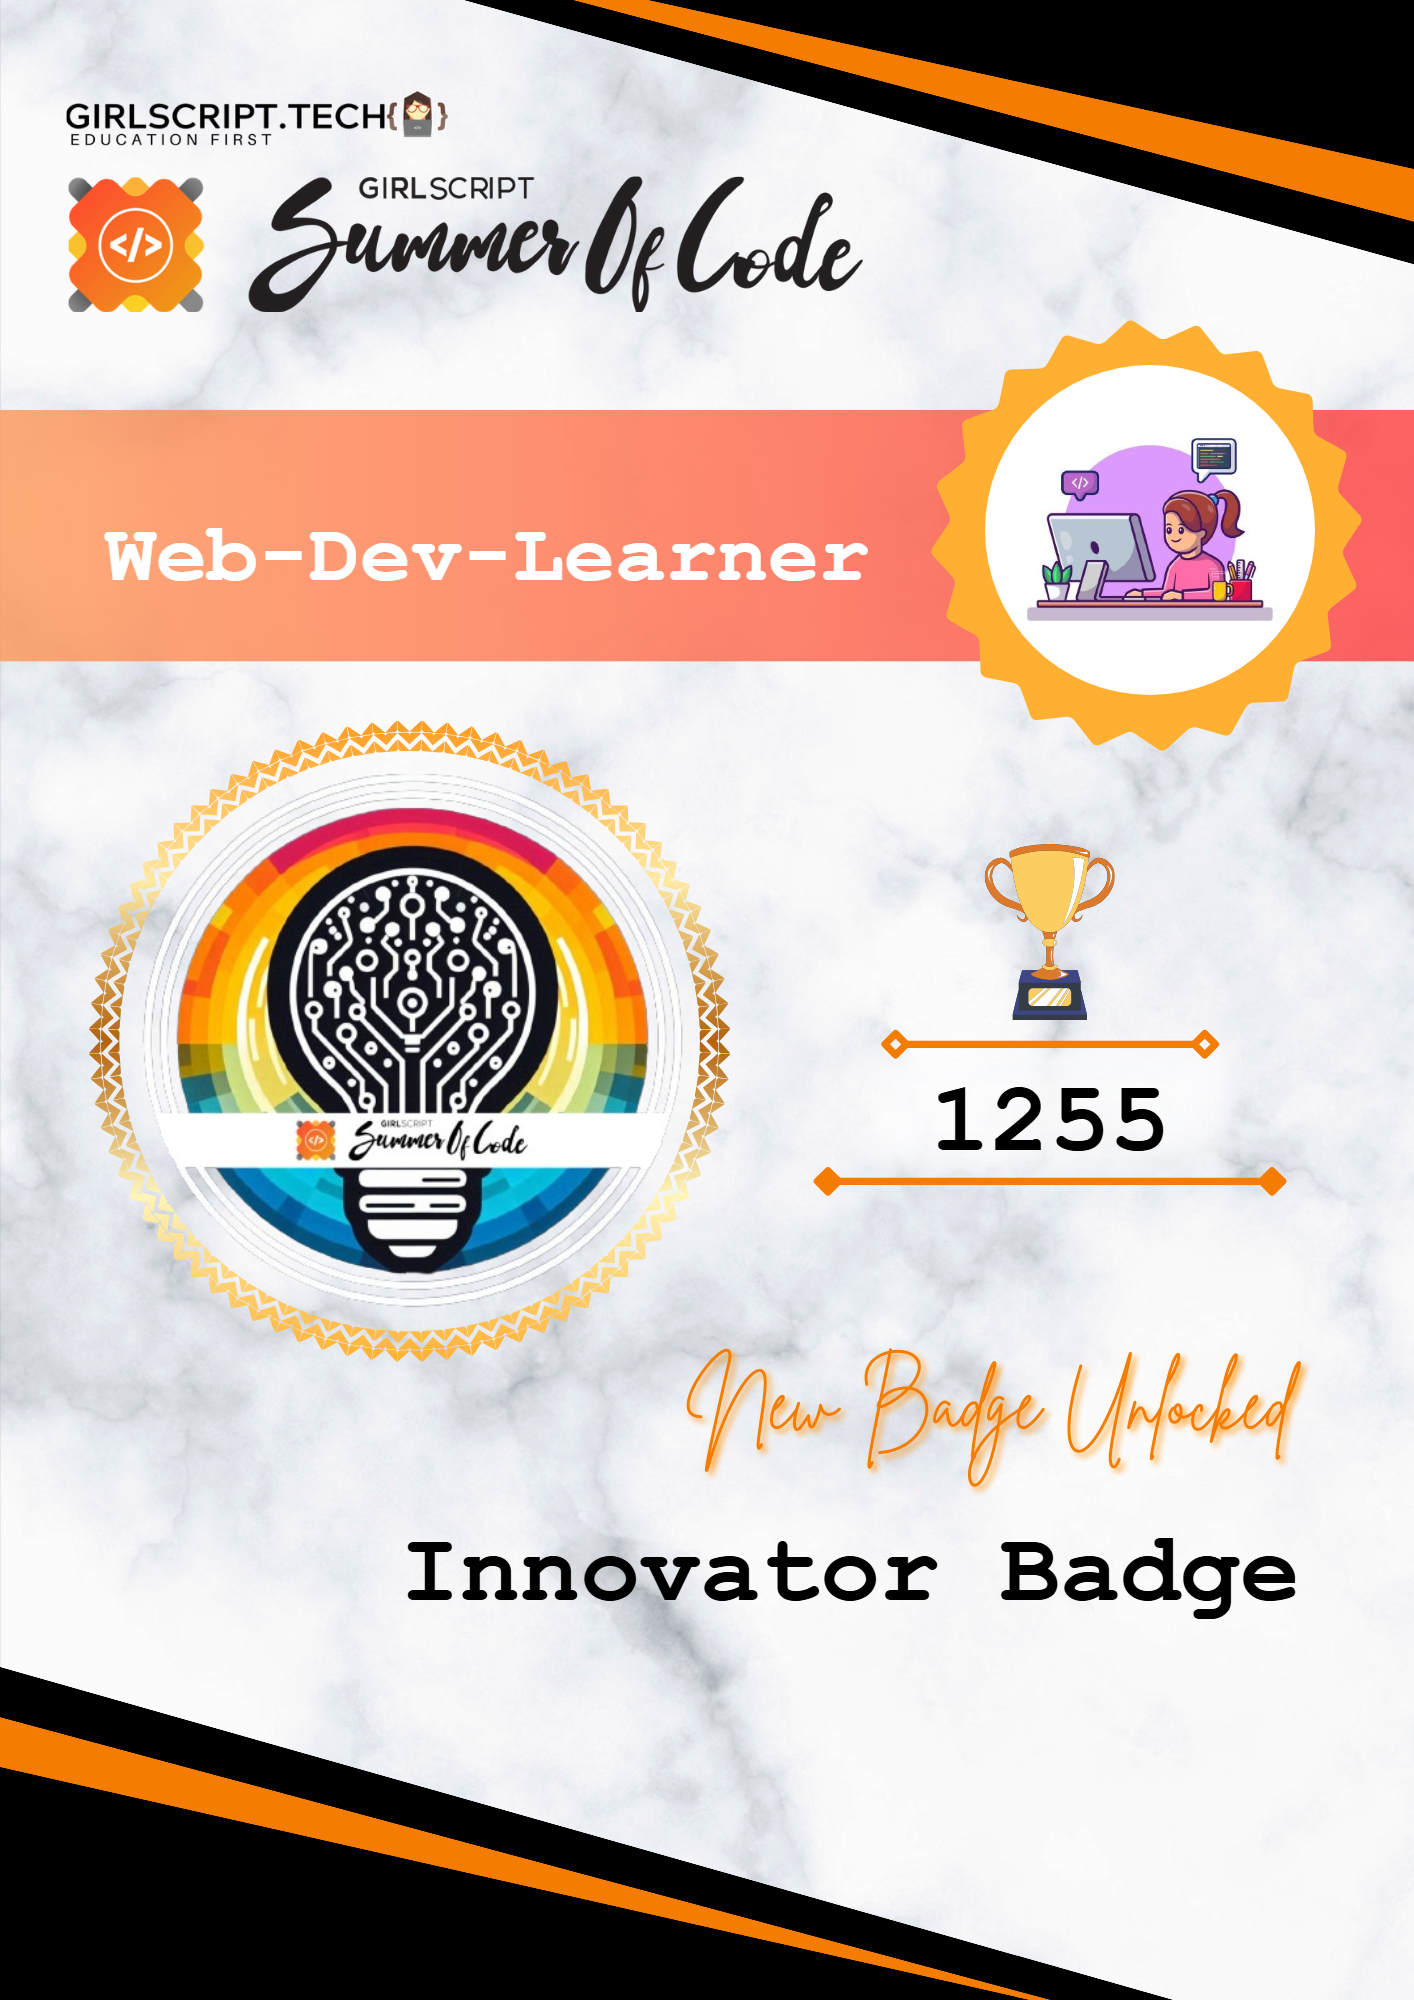 GIRLSCRIPT.TECH{ }
EDUCATION FIRST
GIRLSCRIPT
Summer Of Code
</>
</>
Web-Dev-Learner
GIRLSCRIPT
Summer Of Code
</>
1255
New Badge Unlocked
Innovator Badge